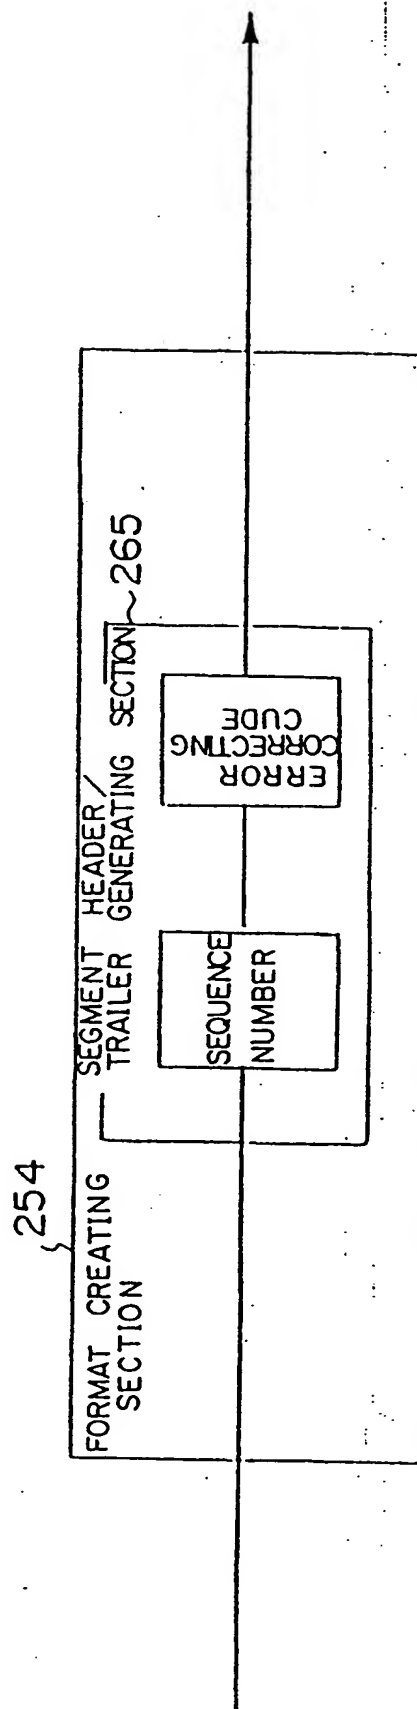 254
FORMAT CREATING
SECTION
SEGMENT HEADER/
TRAILER GENERATING SECTION
265
SEQUENCE
NUMBER
ERROR
CORRECTING
CUDE